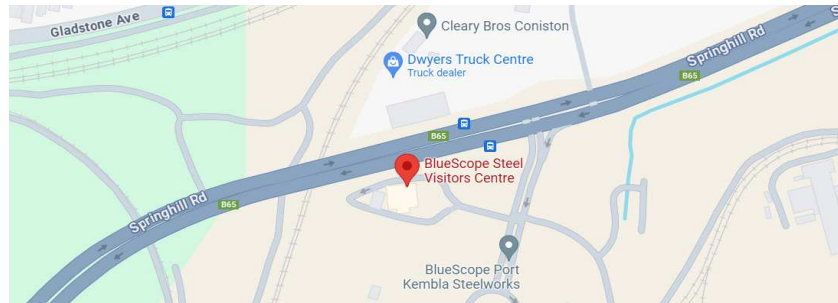 Gladstone Ave
Cleary Bros Coniston
Dwyers Truck Centre
Truck dealer
Springhill Rd
B65
S
B65
BlueScope Steel
Visitors Centre
Springhill Rd
B65
BlueScope Port
Kembla Steelworks